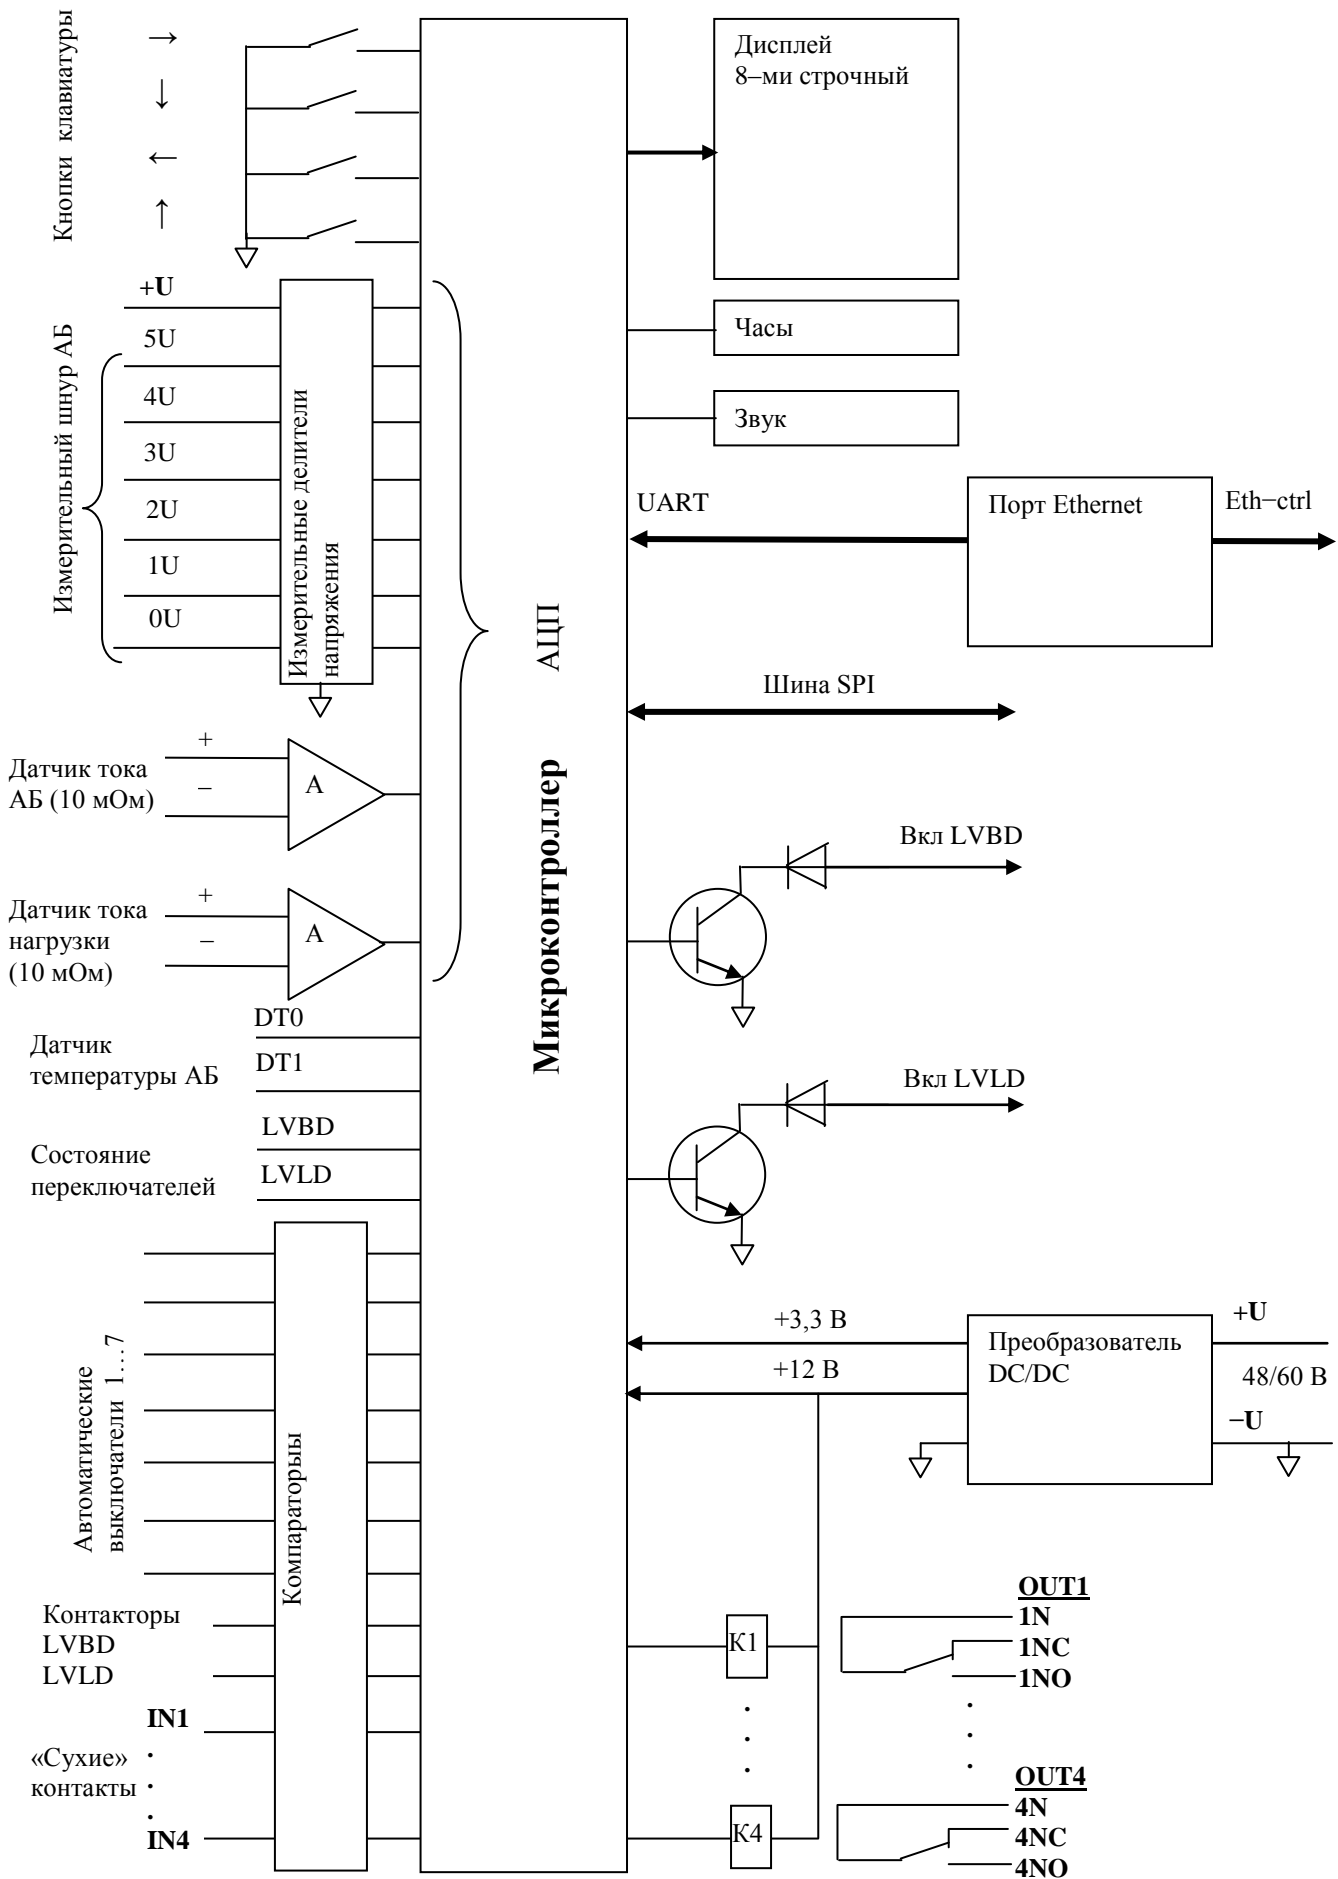 Кнопки клавиатуры
→
↓
←
↑
Дисплей
8–ми строчный
Часы
Звук
+U
5U
4U
3U
2U
1U
0U
Измерительный шнур АБ
Измерительные делители
напряжения
АЦП
Микроконтроллер
UART
Порт Ethernet
Eth−ctrl
Шина SPI
Датчик тока
АБ (10 мОм)
+
−
А
Датчик тока
нагрузки
(10 мОм)
+
−
А
Вкл LVBD
DT0
DT1
Датчик
температуры АБ
Вкл LVLD
LVBD
LVLD
Состояние
переключателей
Автоматические
выключатели 1…7
Компараторыы
+3,3 В
+12 В
Преобразователь
DC/DC
+U
48/60 В
−U
Контакторы
LVBD
LVLD
IN1
«Сухие»
контакты
IN4
К1
К4
OUT1
1N
1NC
1NO
OUT4
4N
4NC
4NO